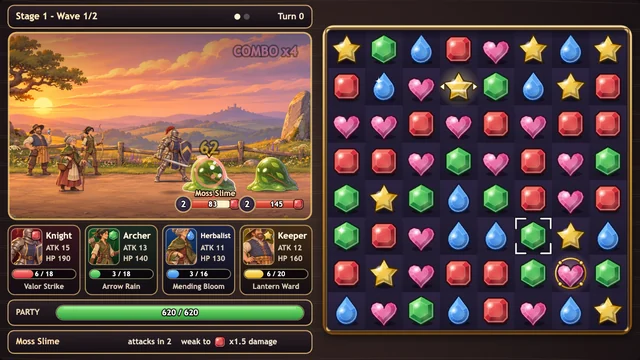 Stage 1 - Wave 1/2
Turn 0
COMBO x4
62
Moss Slime
2
83
2
145
Knight
ATK 15
HP 190
6 / 18
Valor Strike
Archer
ATK 13
HP 140
3 / 18
Arrow Rain
Herbalist
ATK 11
HP 130
3 / 16
Mending Bloom
Keeper
ATK 12
HP 160
6 / 20
Lantern Ward
PARTY
620 / 620
Moss Slime
attacks in 2
weak to
x1.5 damage